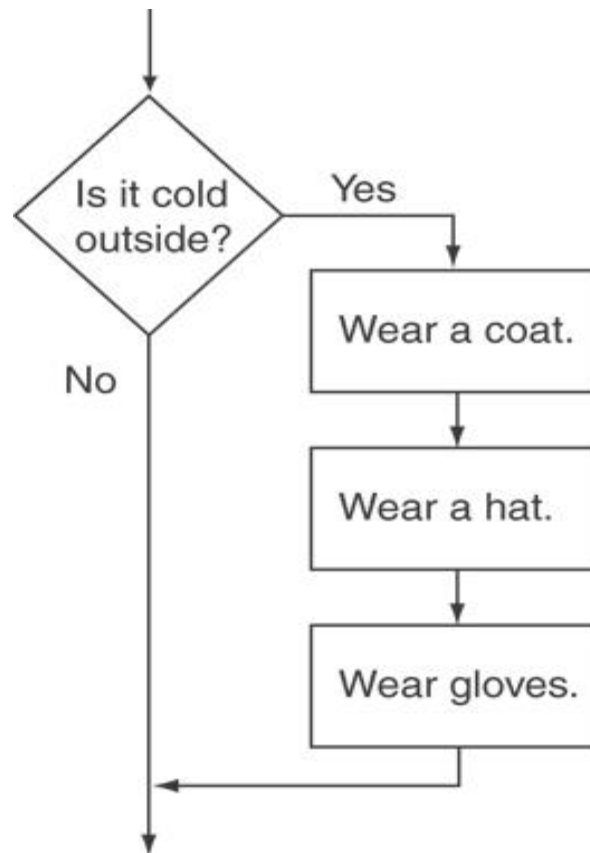 Is it cold
outside?
Yes
Wear a coat.
No
Wear a hat.
Wear gloves.